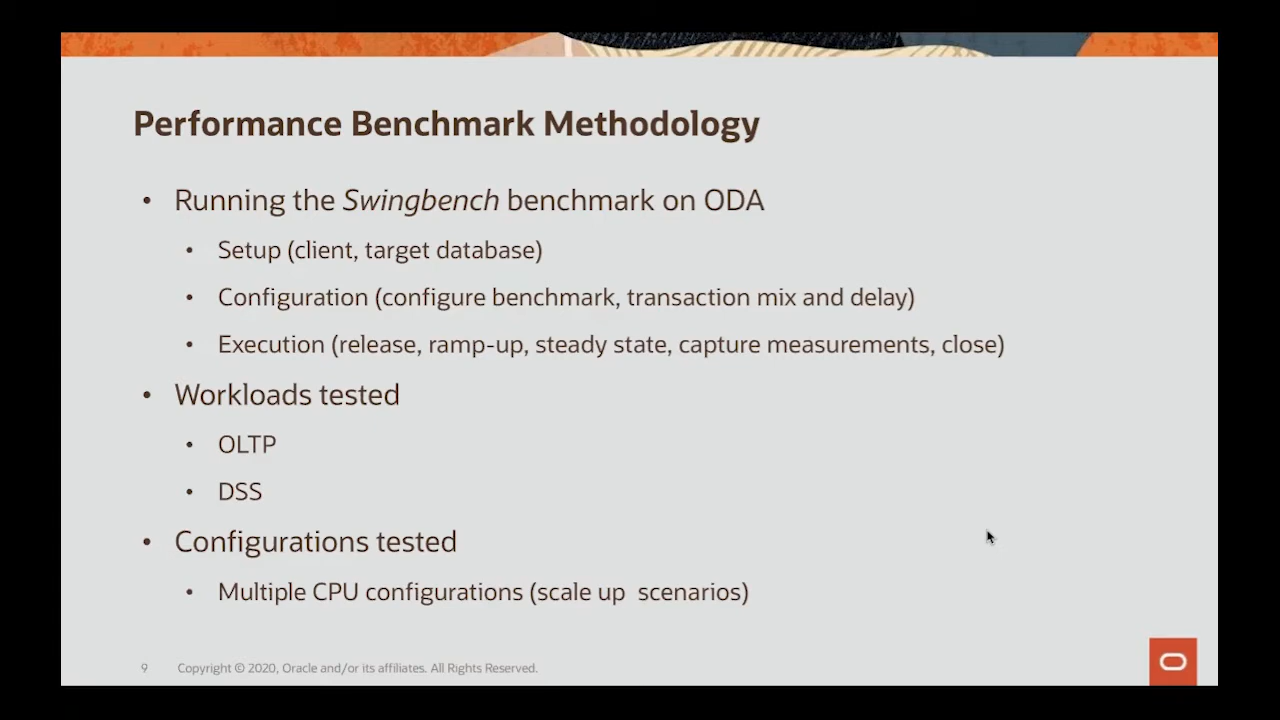 Performance Benchmark Methodology
• Running the Swingbench benchmark on ODA
• Setup (client, target database)
• Configuration (configure benchmark, transaction mix and delay)
• Execution (release, ramp-up, steady state, capture measurements, close)
• Workloads tested
• OLTP
• DSS
• Configurations tested
• Multiple CPU configurations (scale up  scenarios)
9 Copyright © 2020, Oracle and/or its affiliates. All Rights Reserved.